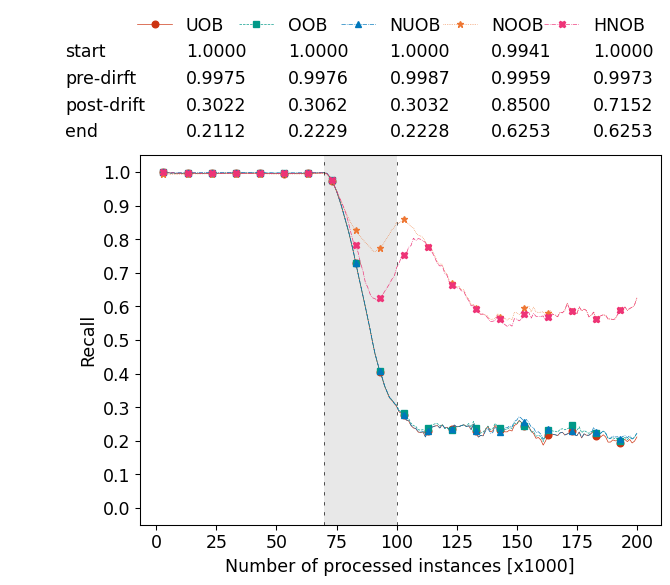 UOB OOB NUOB NOOB HNOB
start 1.0000 1.0000 1.0000 0.9941 1.0000
pre-dirft 0.9975 0.9976 0.9987 0.9959 0.9973
post-drift 0.3022 0.3062 0.3032 0.8500 0.7152
end 0.2112 0.2229 0.2228 0.6253 0.6253
1.0
0.9
0.8
0.7
0.6
0.5
0.4
0.3
0.2
0.1
0.0
Recall
0 25 50 75 100 125 150 175 200
Number of processed instances [x1000]